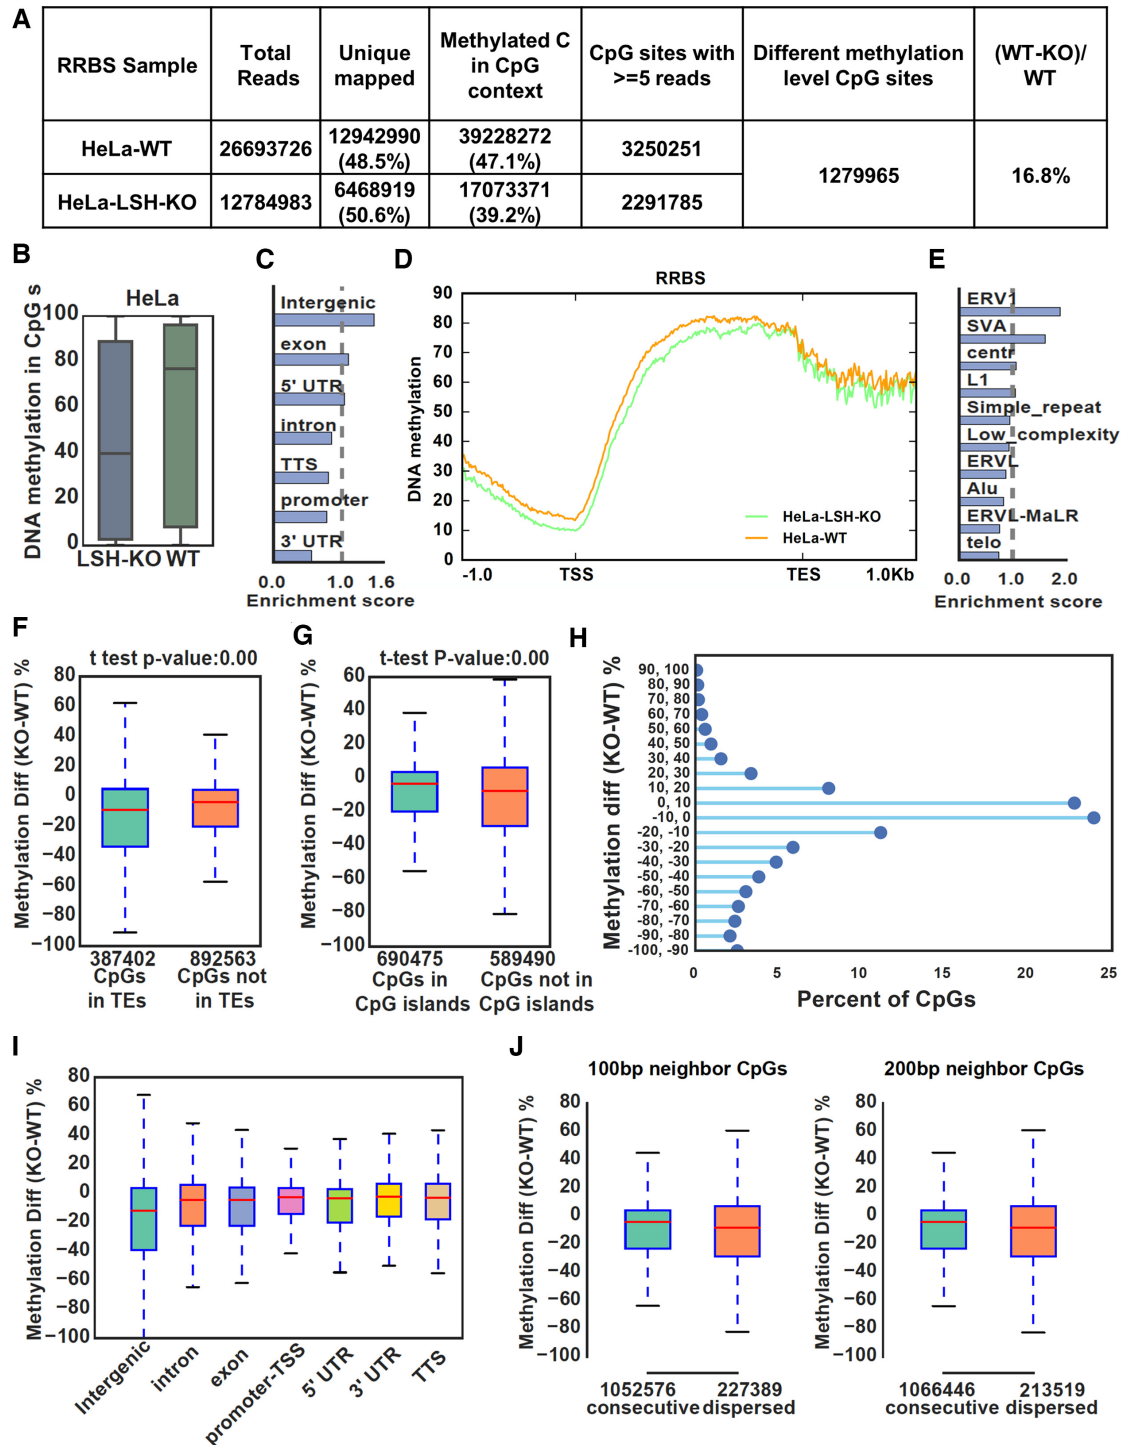 A
RRBS Sample
Total Reads
Unique mapped
Methylated C in CpG context
CpG sites with >=5 reads
Different methylation level CpG sites
(WT-KO)/ WT
HeLa-WT
26693726
12942990 (48.5%)
39228272 (47.1%)
3250251
1279965
16.8%
HeLa-LSH-KO
12784983
6468919 (50.6%)
17073371 (39.2%)
2291785
B
DNA methylation in CpG s
HeLa
100
80
60
40
20
0
LSH-KO WT
C
Intergenic
exon
5' UTR
intron
TTS
promoter
3' UTR
0.0 1.0 1.6
Enrichment score
D
RRBS
DNA methylation
90
80
70
60
50
40
30
20
10
0
HeLa-LSH-KO
HeLa-WT
-1.0 TSS TES 1.0Kb
E
ERV1
SVA
centr
L1
Simple_repeat
Low_complexity
ERVL
Alu
ERVL-MaLR
telo
0.0 1.0 2.0
Enrichment score
F
t test p-value:0.00
Methylation Diff (KO-WT) %
80
60
40
20
0
−20
−40
−60
−80
−100
387402
CpGs
in TEs
892563
CpGs not
in TEs
G
t-test P-value:0.00
Methylation Diff (KO-WT) %
60
40
20
0
−20
−40
−60
−80
−100
690475
CpGs in
CpG islands
589490
CpGs not in
CpG islands
H
Methylation diff (KO-WT) %
90, 100
80, 90
70, 80
60, 70
50, 60
40, 50
30, 40
20, 30
10, 20
0, 10
-10, 0
-20, -10
-30, -20
-40, -30
-50, -40
-60, -50
-70, -60
-80, -70
-90, -80
-100, -90
0 5 10 15 20 25
Percent of CpGs
I
Methylation Diff (KO-WT) %
80
60
40
20
0
−20
−40
−60
−80
−100
Intergenic
intron
exon
promoter-TSS
5' UTR
3' UTR
TTS
J
100bp neighbor CpGs
Methylation Diff (KO-WT) %
80
60
40
20
0
−20
−40
−60
−80
−100
1052576
consecutive
227389
dispersed
200bp neighbor CpGs
Methylation Diff (KO-WT) %
80
60
40
20
0
−20
−40
−60
−80
−100
1066446
consecutive
213519
dispersed